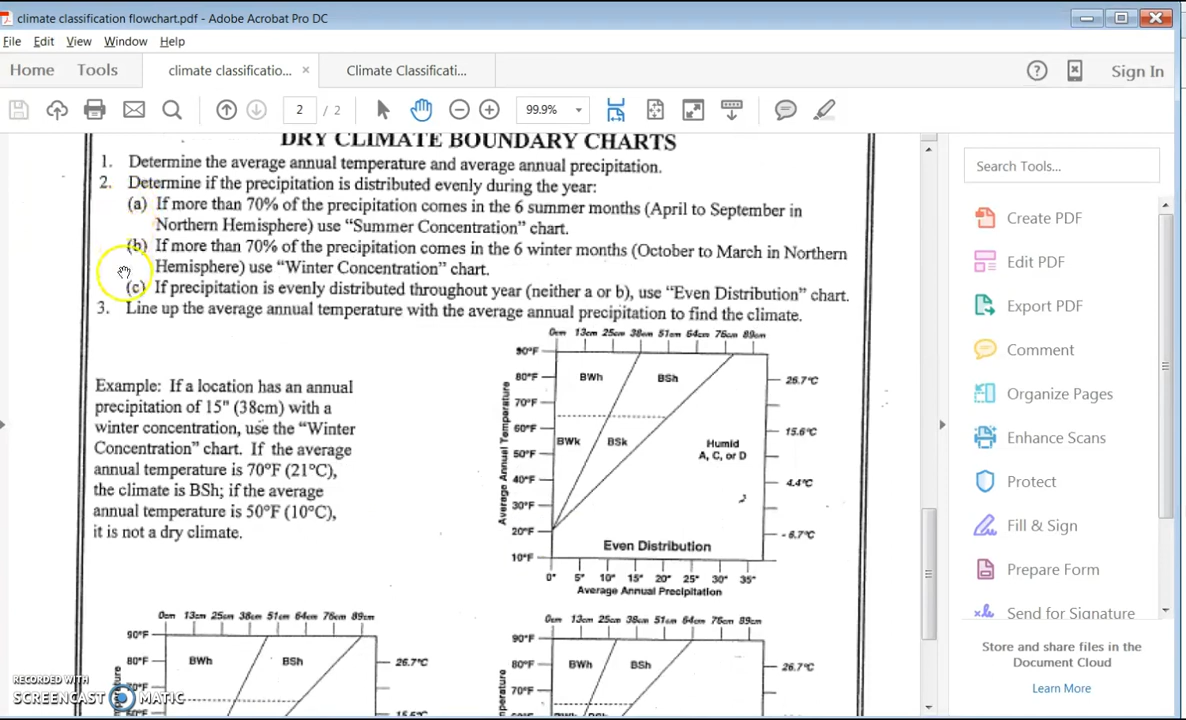 climate classification flowchart.pdf - Adobe Acrobat Pro DC
File Edit View Window Help
Home Tools climate classificatio... × Climate Classificati... Sign In
2 / 2 99.9%
DRY CLIMATE BOUNDARY CHARTS
1. Determine the average annual temperature and average annual precipitation.
2. Determine if the precipitation is distributed evenly during the year:
(a) If more than 70% of the precipitation comes in the 6 summer months (April to September in
Northern Hemisphere) use “Summer Concentration” chart.
(b) If more than 70% of the precipitation comes in the 6 winter months (October to March in Northern
Hemisphere) use “Winter Concentration” chart.
(c) If precipitation is evenly distributed throughout year (neither a or b), use “Even Distribution” chart.
3. Line up the average annual temperature with the average annual precipitation to find the climate.
Example: If a location has an annual
precipitation of 15" (38cm) with a
winter concentration, use the “Winter
Concentration” chart. If the average
annual temperature is 70°F (21°C),
the climate is BSh; if the average
annual temperature is 50°F (10°C),
it is not a dry climate.
0cm 13cm 25cm 38cm 51cm 64cm 76cm 89cm
90°F
80°F BWh BSh 26.7°C
70°F
60°F 15.6°C
BWk BSk Humid
50°F A, C, or D
40°F 4.4°C
30°F
20°F - 6.7°C
10°F Even Distribution
Average Annual Temperature
0" 5" 10" 15" 20" 25" 30" 35"
Average Annual Precipitation
0cm 13cm 25cm 38cm 51cm 64cm 76cm 89cm
90°F
80°F BWh BSh 26.7°C
70°F
0cm 13cm 25cm 38cm 51cm 64cm 76cm 89cm
90°F
80°F BWh BSh 26.7°C
70°F
Search Tools...
Create PDF
Edit PDF
Export PDF
Comment
Organize Pages
Enhance Scans
Protect
Fill & Sign
Prepare Form
Send for Signature
Store and share files in the
Document Cloud
Learn More
RECORDED WITH
SCREENCAST MATIC